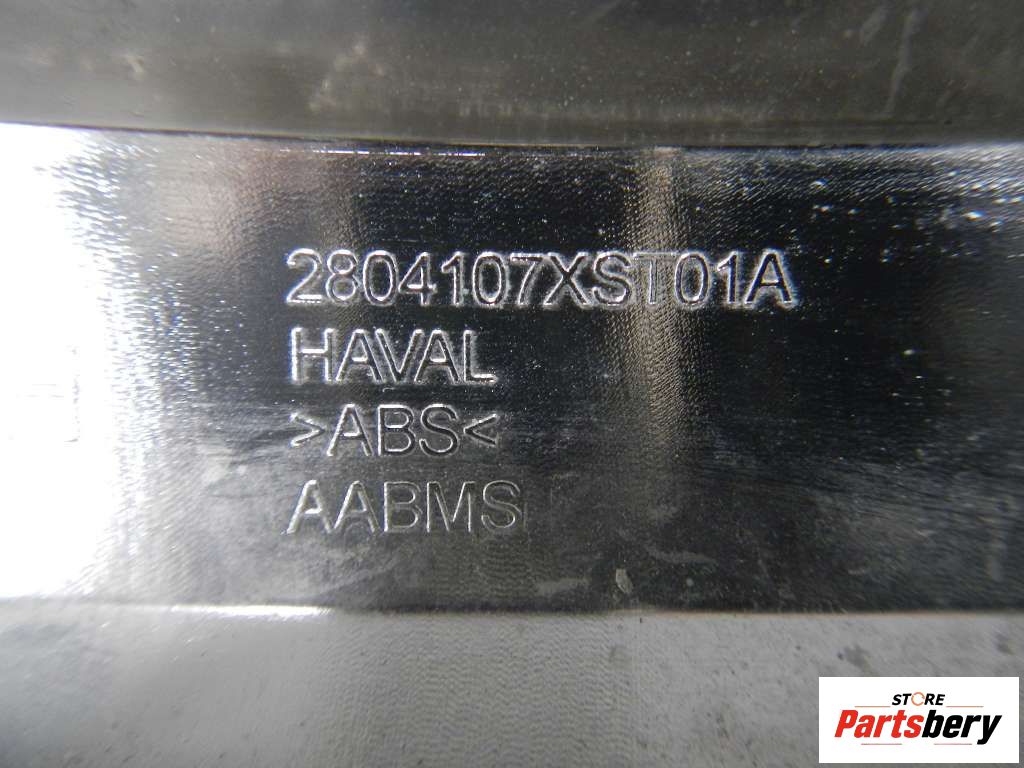 2804107XST01A
HAVAL
>ABS<
AABMS
STORE
Partsbery